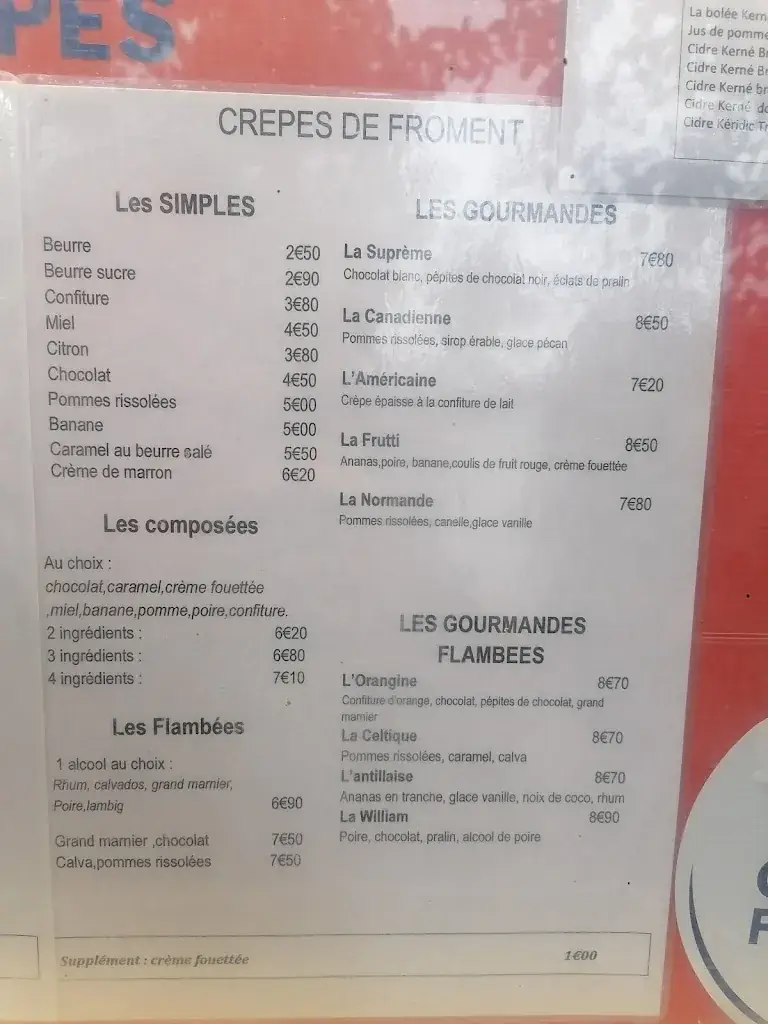 PES
La bolée Kern
Jus de pomme
Cidre Kerné B
Cidre Kerné B
Cidre Kerné br
Cidre Kerné do
Cidre Kéridic T
CREPES DE FROMENT
Les SIMPLES
Beurre 2€50
Beurre sucre 2€90
Confiture 3€80
Miel 4€50
Citron 3€80
Chocolat 4€50
Pommes rissolées 5€00
Banane 5€00
Caramel au beurre salé 5€50
Crème de marron 6€20
Les composées
Au choix :
chocolat,caramel,crème fouettée
,miel,banane,pomme,poire,confiture.
2 ingrédients : 6€20
3 ingrédients : 6€80
4 ingrédients : 7€10
Les Flambées
1 alcool au choix :
Rhum, calvados, grand marnier,
Poire,lambig 6€90
Grand marnier ,chocolat 7€50
Calva,pommes rissolées 7€50
LES GOURMANDES
La Suprème 7€80
Chocolat blanc, pépites de chocolat noir, éclats de pralin
La Canadienne 8€50
Pommes rissolées, sirop érable, glace pécan
L'Américaine 7€20
Crêpe épaisse à la confiture de lait
La Frutti 8€50
Ananas,poire, banane,coulis de fruit rouge, crème fouettée
La Normande 7€80
Pommes rissolées, canelle,glace vanille
LES GOURMANDES
FLAMBEES
L'Orangine 8€70
Confiture d'orange, chocolat, pépites de chocolat, grand
marnier
La Celtique 8€70
Pommes rissolées, caramel, calva
L'antillaise 8€70
Ananas en tranche, glace vanille, noix de coco, rhum
La William 8€90
Poire, chocolat, pralin, alcool de poire
Supplément : crème fouettée 1€00